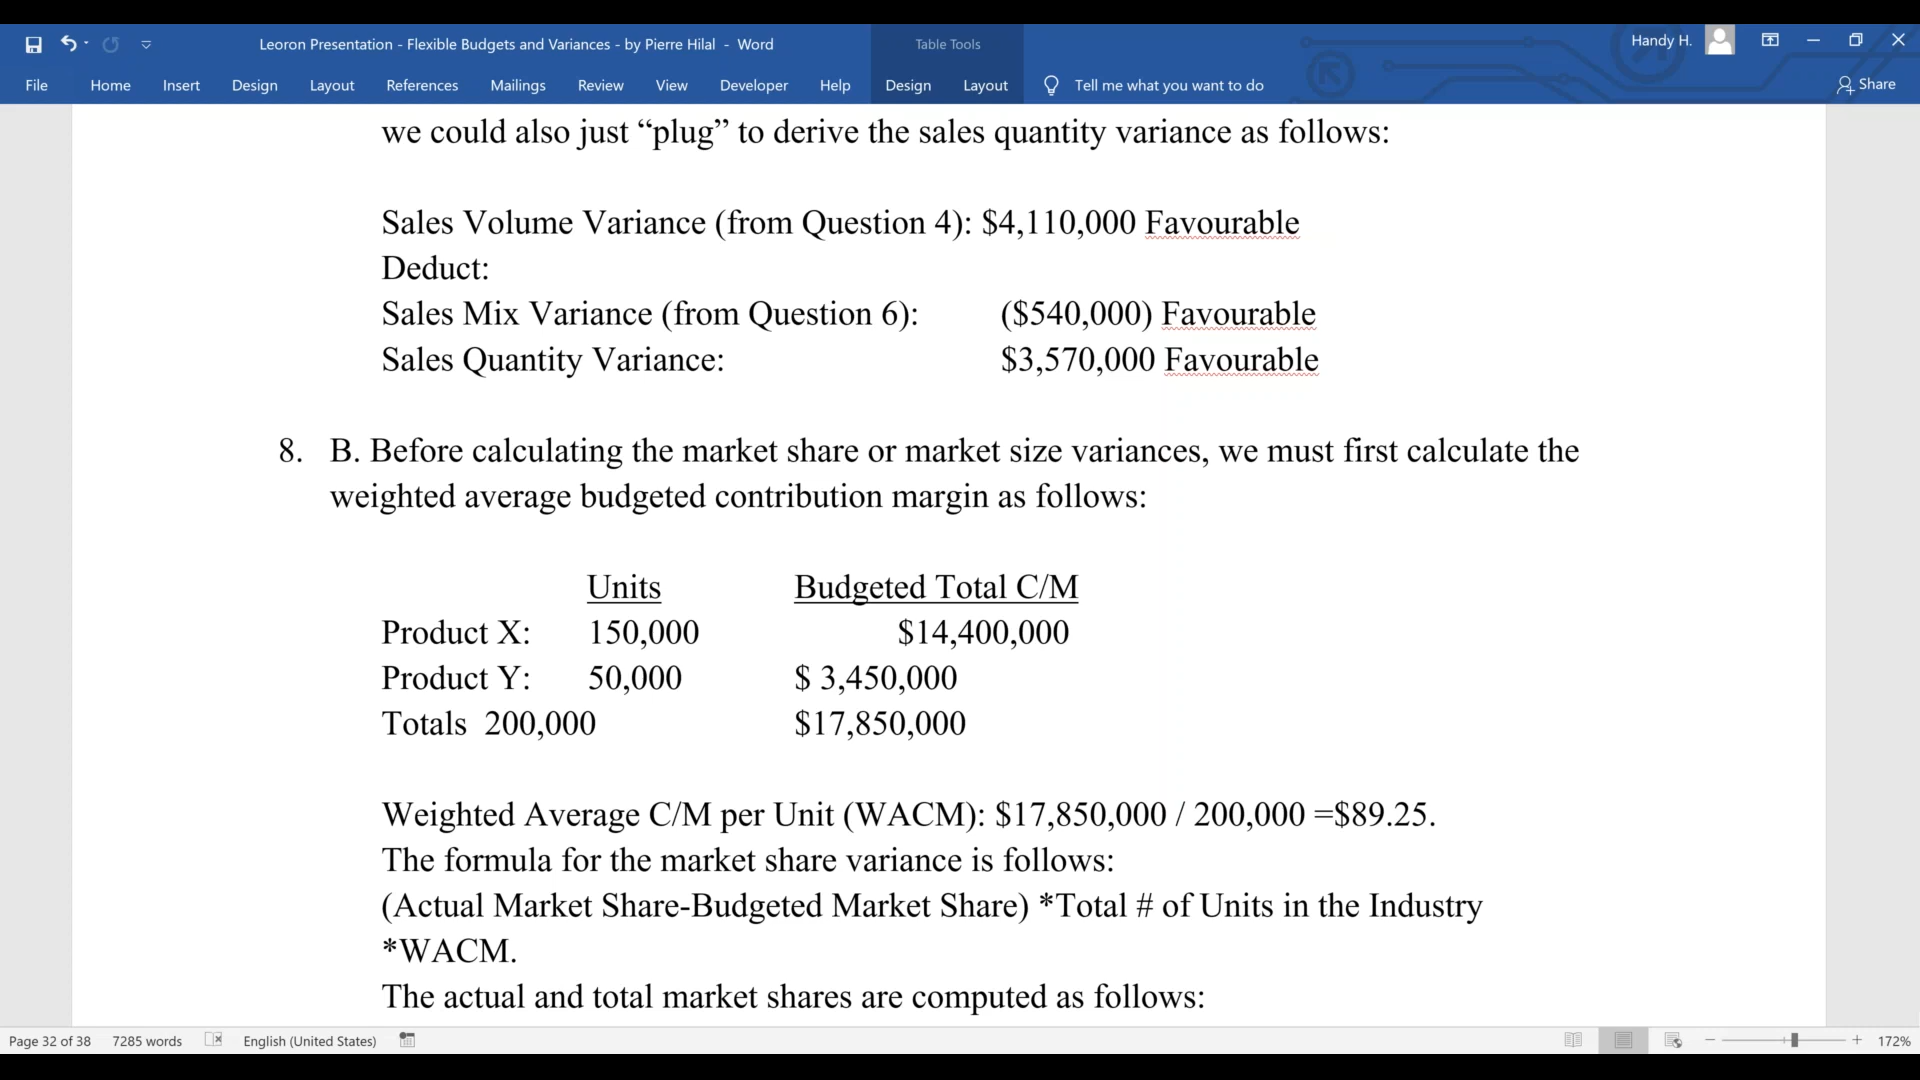 Leoron Presentation - Flexible Budgets and Variances - by Pierre Hilal - Word
Table Tools
Handy H.
File Home Insert Design Layout References Mailings Review View Developer Help Design Layout Tell me what you want to do Share
we could also just “plug” to derive the sales quantity variance as follows:
Sales Volume Variance (from Question 4): $4,110,000 Favourable
Deduct:
Sales Mix Variance (from Question 6): ($540,000) Favourable
Sales Quantity Variance: $3,570,000 Favourable
8. B. Before calculating the market share or market size variances, we must first calculate the
weighted average budgeted contribution margin as follows:
Units Budgeted Total C/M
Product X: 150,000 $14,400,000
Product Y: 50,000 $ 3,450,000
Totals 200,000 $17,850,000
Weighted Average C/M per Unit (WACM): $17,850,000 / 200,000 =$89.25.
The formula for the market share variance is follows:
(Actual Market Share-Budgeted Market Share) *Total # of Units in the Industry
*WACM.
The actual and total market shares are computed as follows:
Page 32 of 38 7285 words English (United States) 172%